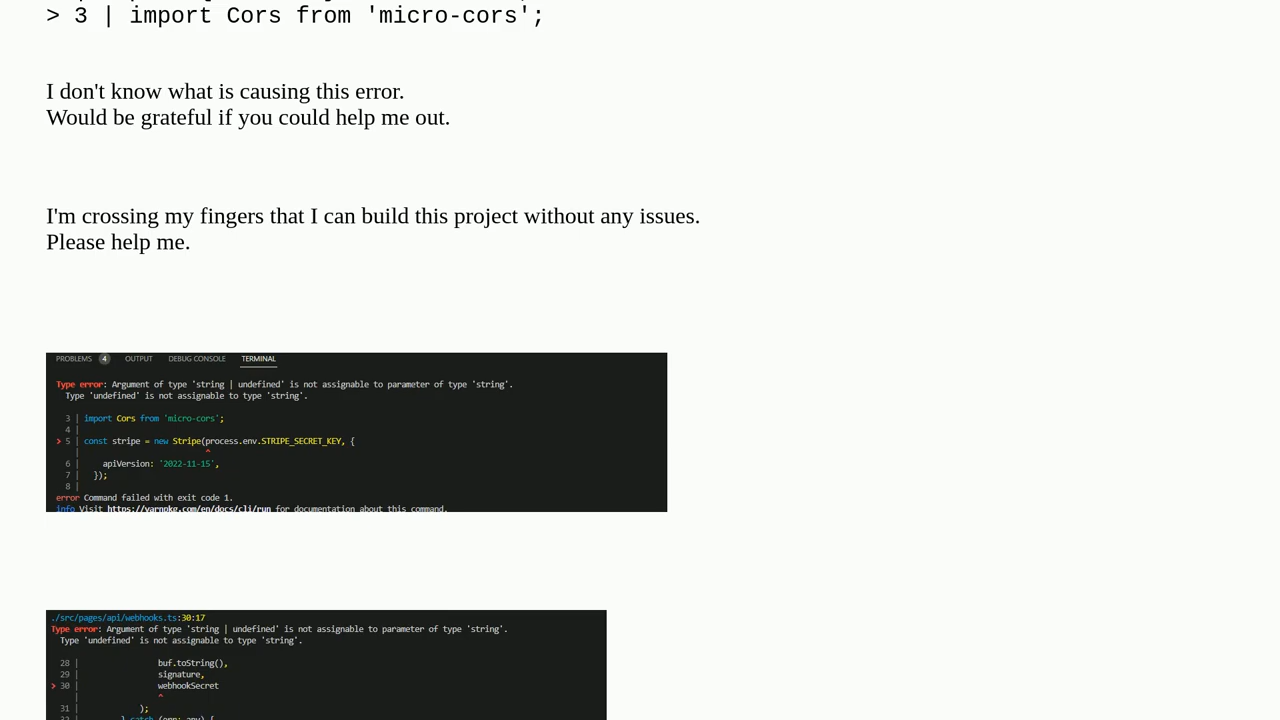 > 3 | import Cors from 'micro-cors';
I don't know what is causing this error.
Would be grateful if you could help me out.
I'm crossing my fingers that I can build this project without any issues.
Please help me.
PROBLEMS 4 OUTPUT DEBUG CONSOLE TERMINAL
Type error: Argument of type 'string | undefined' is not assignable to parameter of type 'string'.
Type 'undefined' is not assignable to type 'string'.
3 | import Cors from 'micro-cors';
4 |
> 5 | const stripe = new Stripe(process.env.STRIPE_SECRET_KEY, {
| ^
6 | apiVersion: '2022-11-15',
7 | });
8 |
error Command failed with exit code 1.
info Visit https://yarnpkg.com/en/docs/cli/run for documentation about this command.
./src/pages/api/webhooks.ts:30:17
Type error: Argument of type 'string | undefined' is not assignable to parameter of type 'string'.
Type 'undefined' is not assignable to type 'string'.
28 | buf.toString(),
29 | signature,
> 30 | webhookSecret
| ^
31 | );
32 | } catch (err: any) {